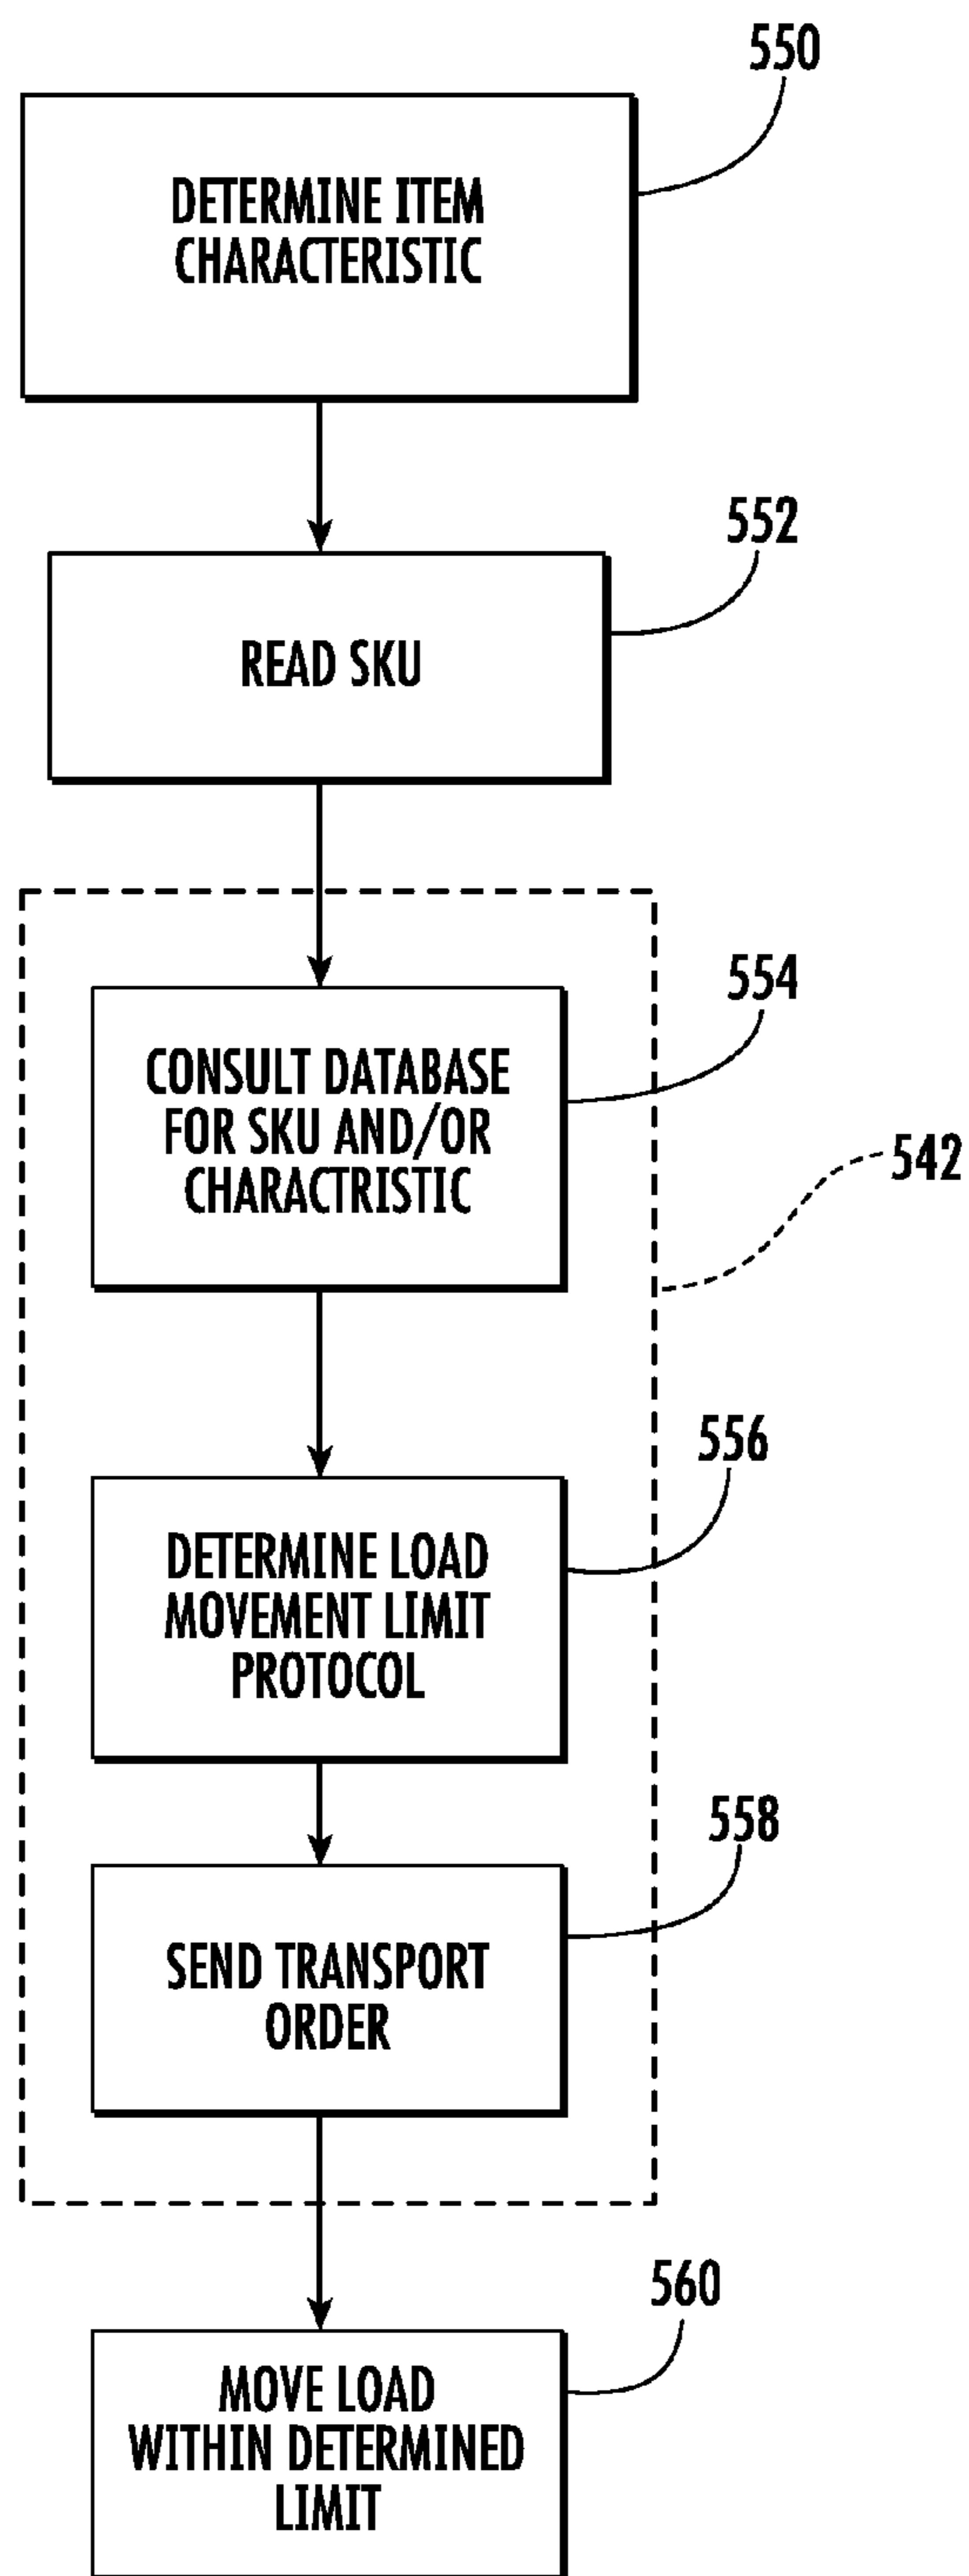 550
DETERMINE ITEM
CHARACTERISTIC
552
READ SKU
554
CONSULT DATABASE
FOR SKU AND/OR
CHARACTRISTIC
542
556
DETERMINE LOAD
MOVEMENT LIMIT
PROTOCOL
558
SEND TRANSPORT
ORDER
560
MOVE LOAD
WITHIN DETERMINED
LIMIT